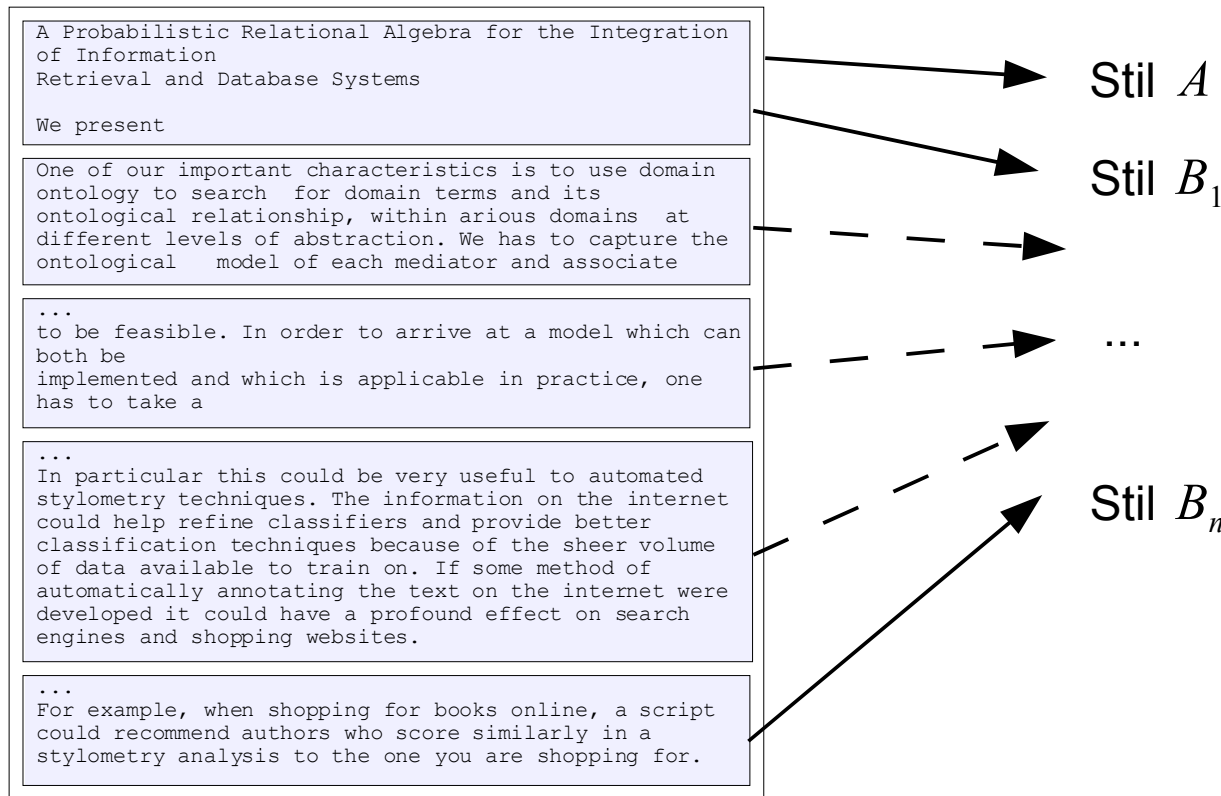 A Probabilistic Relational Algebra for the Integration
of Information
Retrieval and Database Systems
We present
One of our important characteristics is to use domain
ontology to search  for domain terms and its
ontological relationship, within arious domains  at
different levels of abstraction. We has to capture the
ontological   model of each mediator and associate
...
to be feasible. In order to arrive at a model which can
both be
implemented and which is applicable in practice, one
has to take a
...
In particular this could be very useful to automated
stylometry techniques. The information on the internet
could help refine classifiers and provide better
classification techniques because of the sheer volume
of data available to train on. If some method of
automatically annotating the text on the internet were
developed it could have a profound effect on search
engines and shopping websites.
...
For example, when shopping for books online, a script
could recommend authors who score similarly in a
stylometry analysis to the one you are shopping for.
Stil A
Stil B₁
...
Stil Bₙ